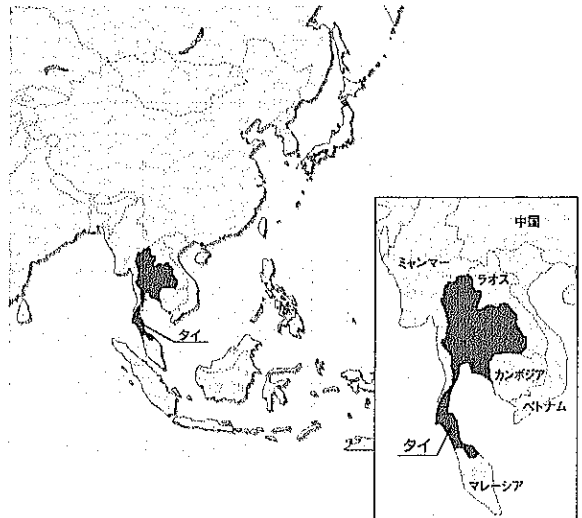 タイ
中国
ミャンマー
ラオス
カンボジア
ベトナム
タイ
マレーシア